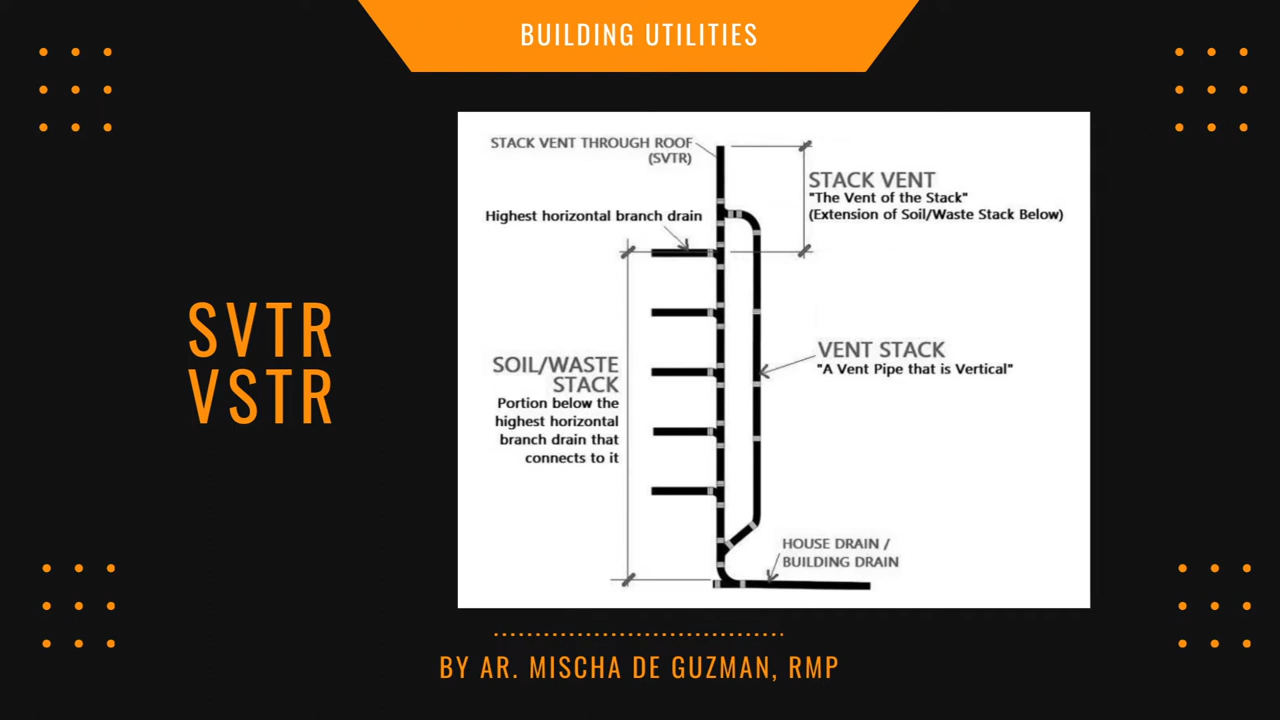 BUILDING UTILITIES
STACK VENT THROUGH ROOF
(SVTR)
STACK VENT
"The Vent of the Stack"
(Extension of Soil/Waste Stack Below)
Highest horizontal branch drain
SVTR
VSTR
VENT STACK
"A Vent Pipe that is Vertical"
SOIL/WASTE
STACK
Portion below the
highest horizontal
branch drain that
connects to it
HOUSE DRAIN /
BUILDING DRAIN
BY AR. MISCHA DE GUZMAN, RMP